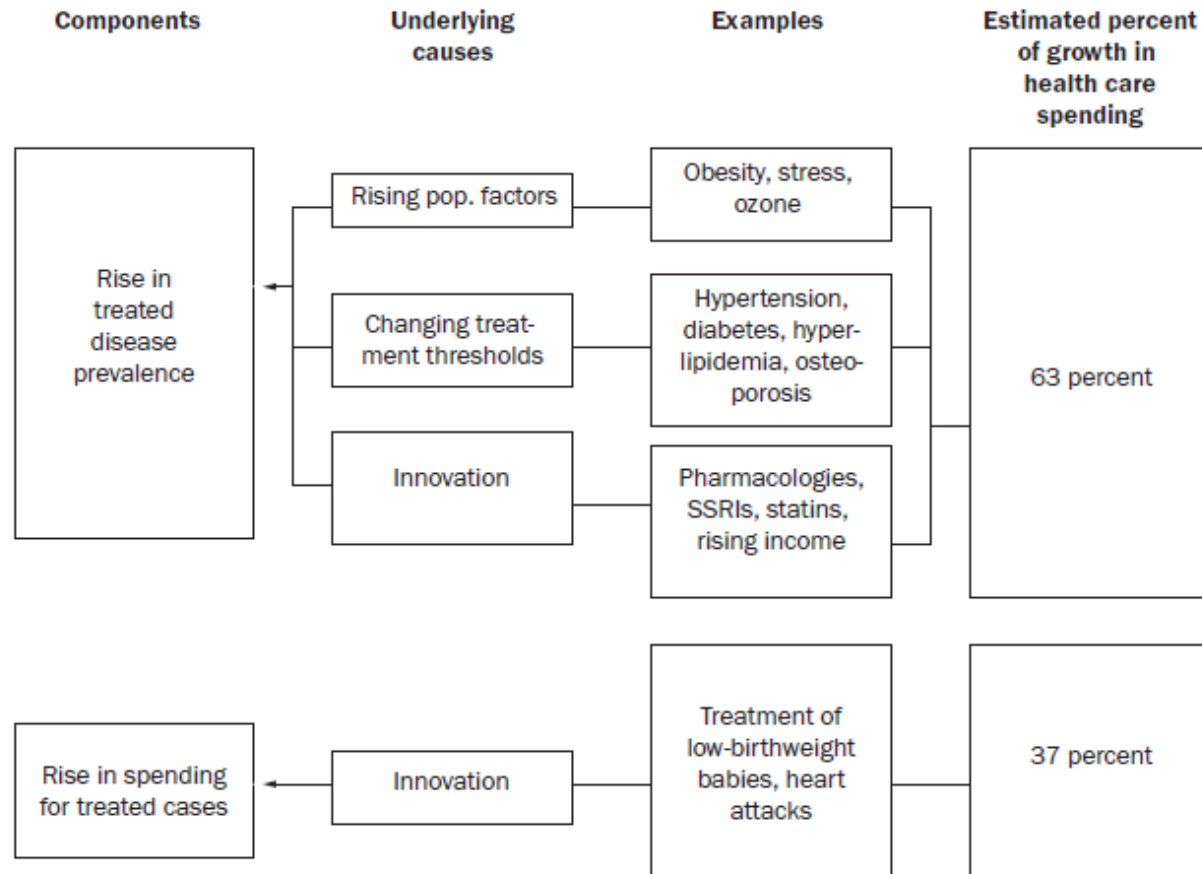 Components
Underlying
causes
Examples
Estimated percent
of growth in
health care
spending
Rise in
treated
disease
prevalence
Rising pop. factors
Obesity, stress,
ozone
Changing treat-
ment thresholds
Hypertension,
diabetes, hyper-
lipidemia, osteo-
porosis
Innovation
Pharmacologies,
SSRIs, statins,
rising income
63 percent
Rise in spending
for treated cases
Innovation
Treatment of
low-birthweight
babies, heart
attacks
37 percent